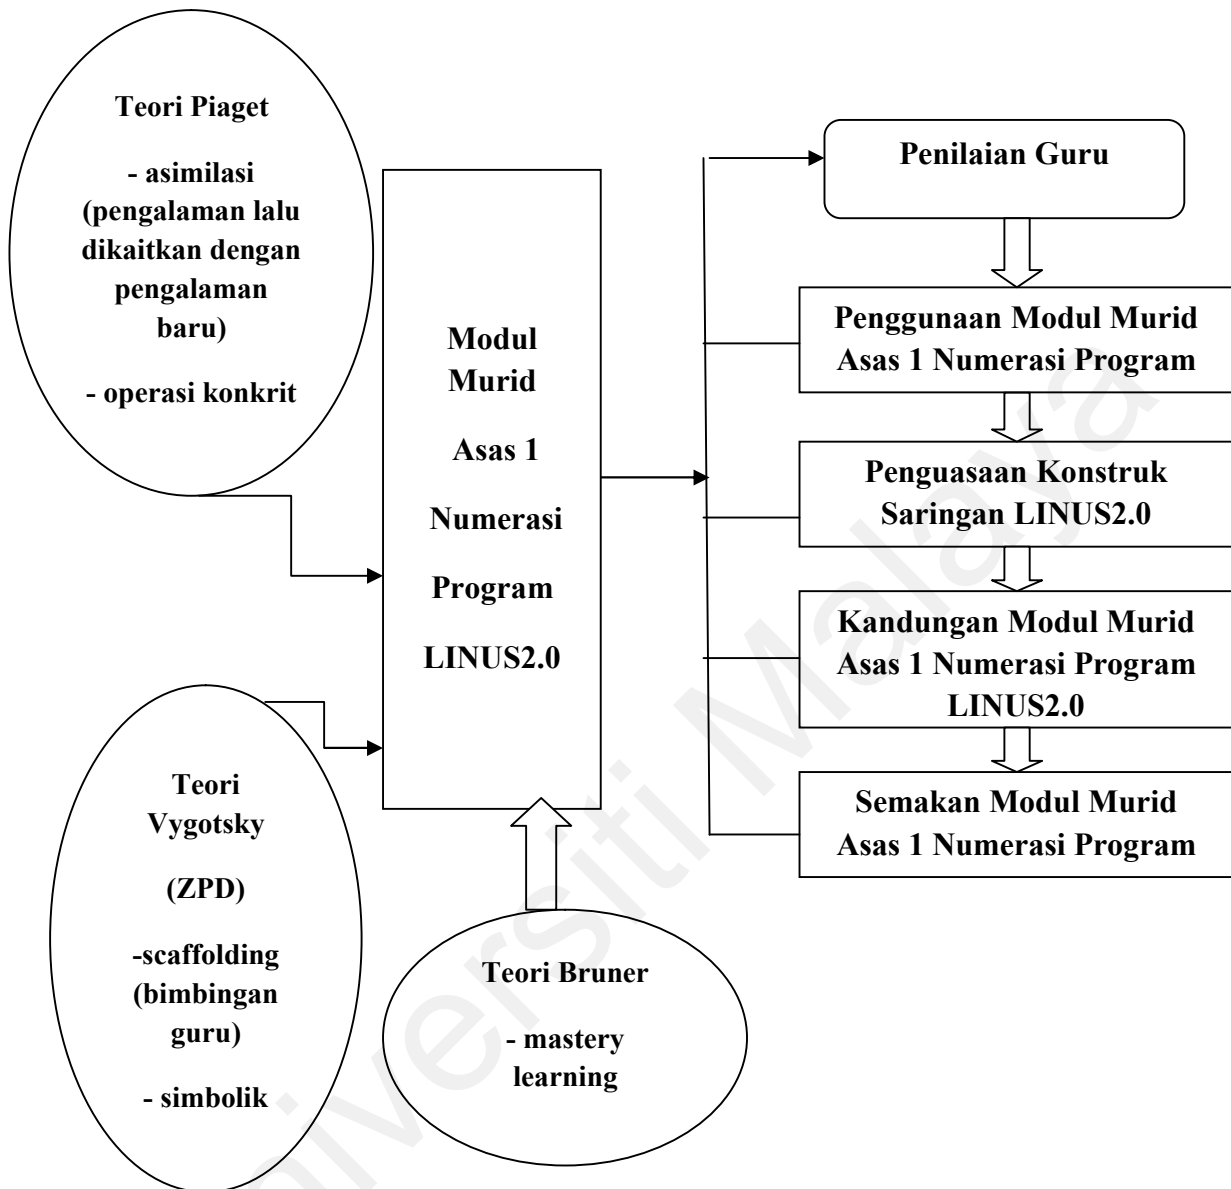 Teori Piaget
- asimilasi
(pengalaman lalu
dikaitkan dengan
pengalaman
baru)
- operasi konkrit
Teori
Vygotsky
(ZPD)
-scaffolding
(bimbingan
guru)
- simbolik
Modul
Murid
Asas 1
Numerasi
Program
LINUS2.0
Teori Bruner
- mastery
learning
Penilaian Guru
Penggunaan Modul Murid
Asas 1 Numerasi Program
Penguasaan Konstruk
Saringan LINUS2.0
Kandungan Modul Murid
Asas 1 Numerasi Program
LINUS2.0
Semakan Modul Murid
Asas 1 Numerasi Program
niversiti Malaya